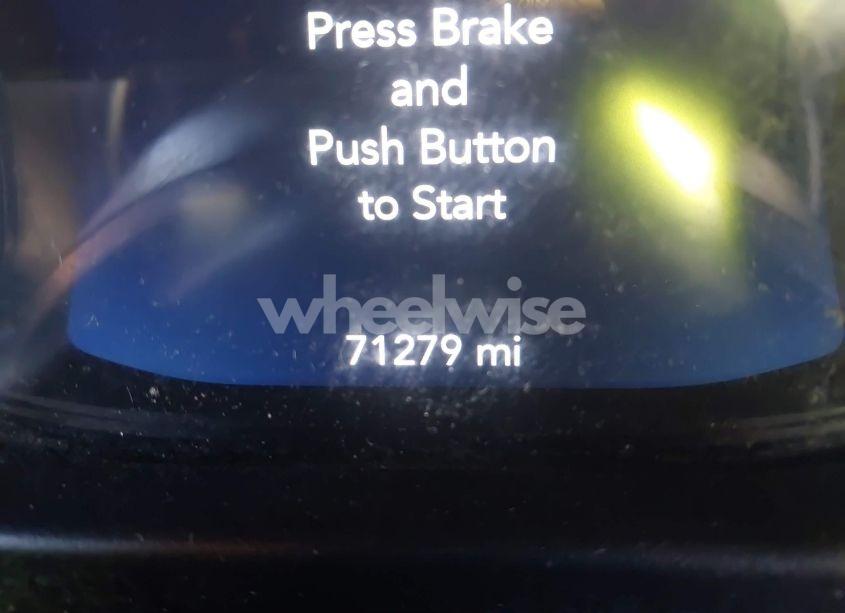 Press Brake
and
Push Button
to Start
wheelwise
71279 mi